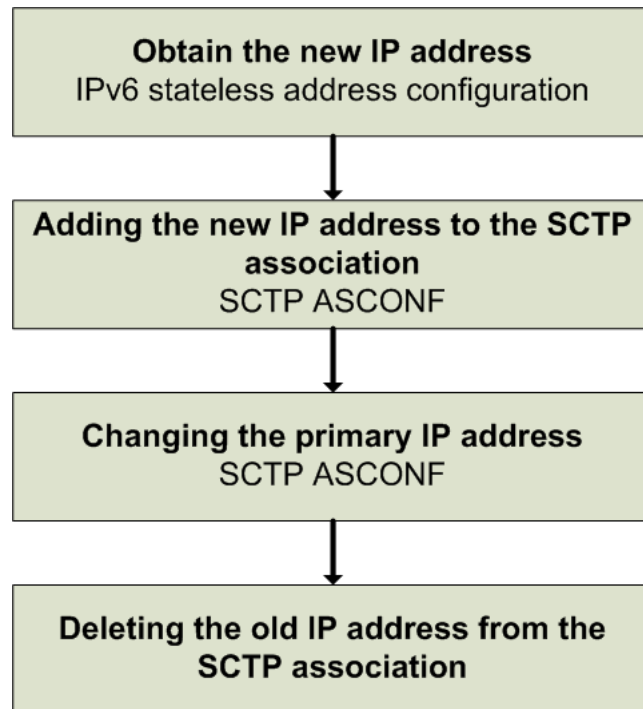 Obtain the new IP address
IPv6 stateless address configuration
Adding the new IP address to the SCTP
association
SCTP ASCONF
Changing the primary IP address
SCTP ASCONF
Deleting the old IP address from the
SCTP association